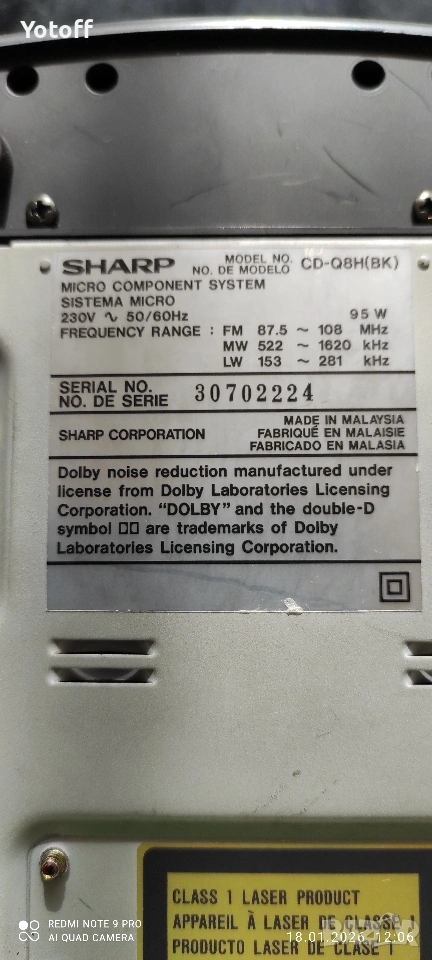 Yotoff
SHARP MODEL NO. NO. DE MODELO CD-Q8H(BK)
MICRO COMPONENT SYSTEM
SISTEMA MICRO
230V ∿ 50/60Hz 95 W
FREQUENCY RANGE : FM 87.5 ~ 108 MHz
MW 522 ~ 1620 kHz
LW 153 ~ 281 kHz
SERIAL NO.
NO. DE SERIE 30702224
MADE IN MALAYSIA
SHARP CORPORATION FABRIQUÉ EN MALAISIE
FABRICADO EN MALASIA
Dolby noise reduction manufactured under
license from Dolby Laboratories Licensing
Corporation. “DOLBY” and the double-D
symbol are trademarks of Dolby
Laboratories Licensing Corporation.
CLASS 1 LASER PRODUCT
APPAREIL À LASER DE CLASSE 1
PRODUCTO LASER DE CLASE 1
REDMI NOTE 9 PRO
AI QUAD CAMERA
18.01.2026 12:06